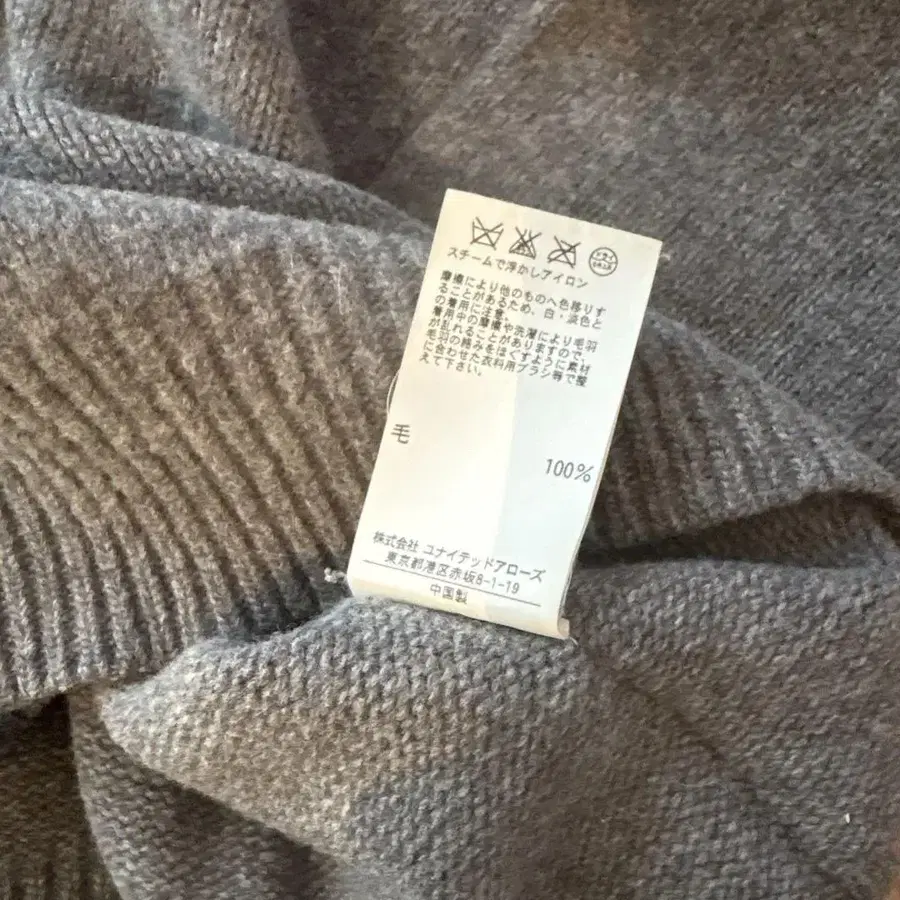 ドライ
セキユ系
スチームで浮かしアイロン
摩擦により他のものへ色移りす
ることがあるため、白・淡色と
の着用に注意。
着用中の摩擦や洗濯により毛羽
が乱れることがありますので、
毛羽の絡みをほぐすように素材
に合わせた衣料用ブラシ等で整
えて下さい。
毛
100%
株式会社 ユナイテッドアローズ
東京都港区赤坂8-1-19
中国製